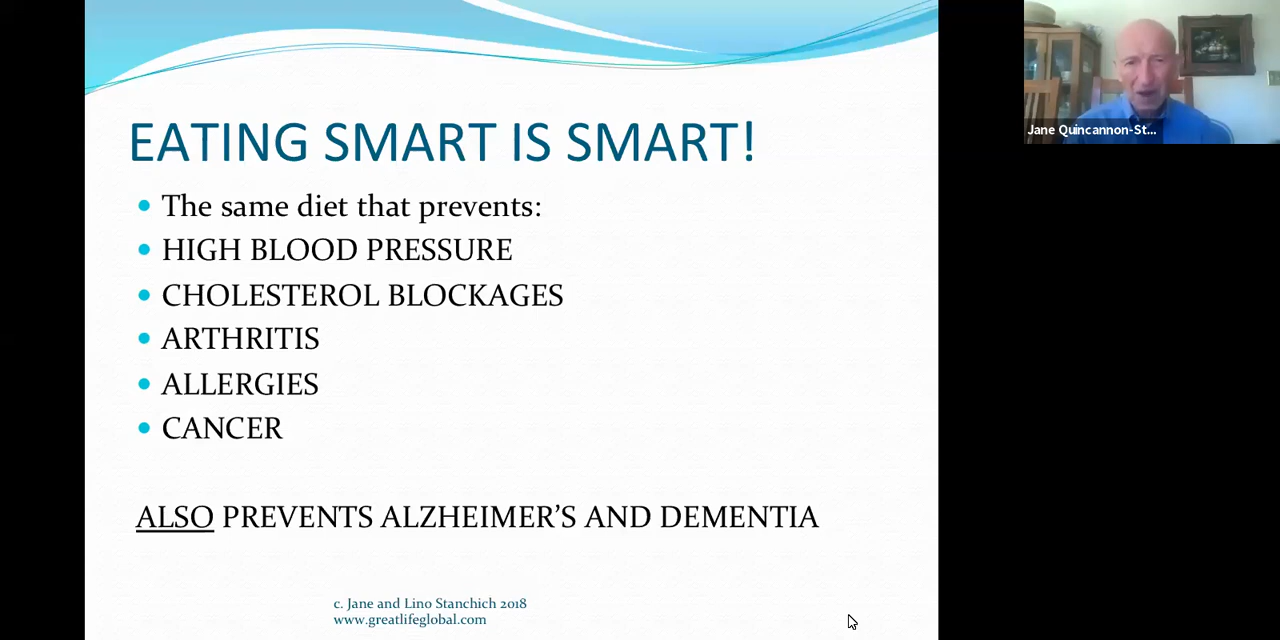 EATING SMART IS SMART!
The same diet that prevents:
HIGH BLOOD PRESSURE
CHOLESTEROL BLOCKAGES
ARTHRITIS
ALLERGIES
CANCER
ALSO PREVENTS ALZHEIMER’S AND DEMENTIA
c. Jane and Lino Stanchich 2018
www.greatlifeglobal.com
Jane Quincannon-St...